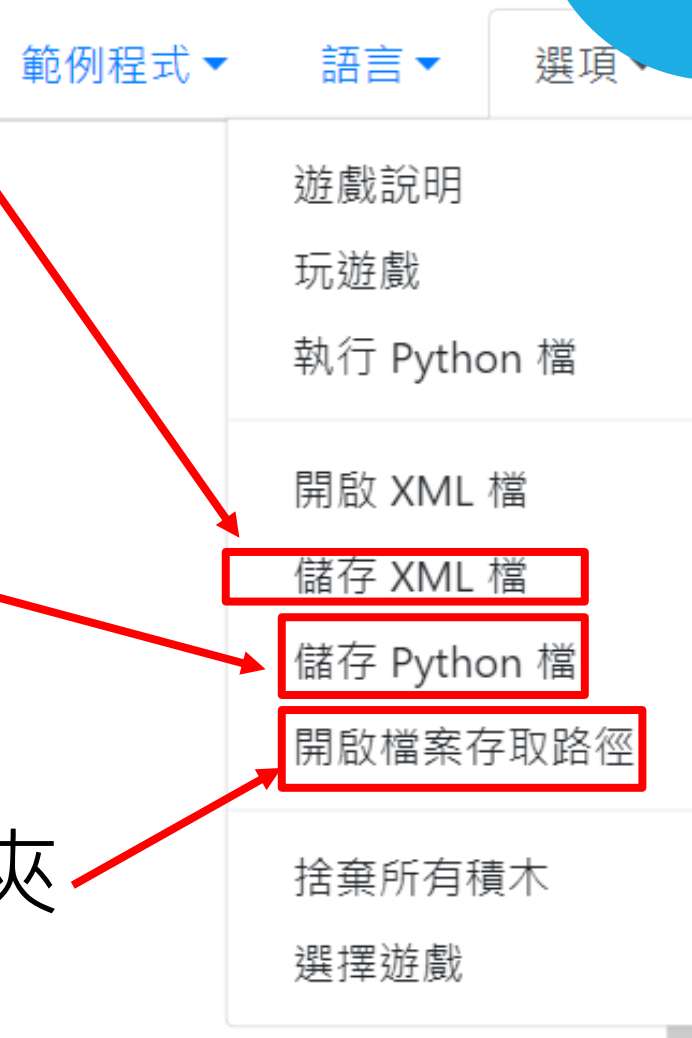 範例程式 語言 選項
遊戲說明
玩遊戲
執行 Python 檔
開啟 XML 檔
儲存 XML 檔
儲存 Python 檔
開啟檔案存取路徑
夾
捨棄所有積木
選擇遊戲